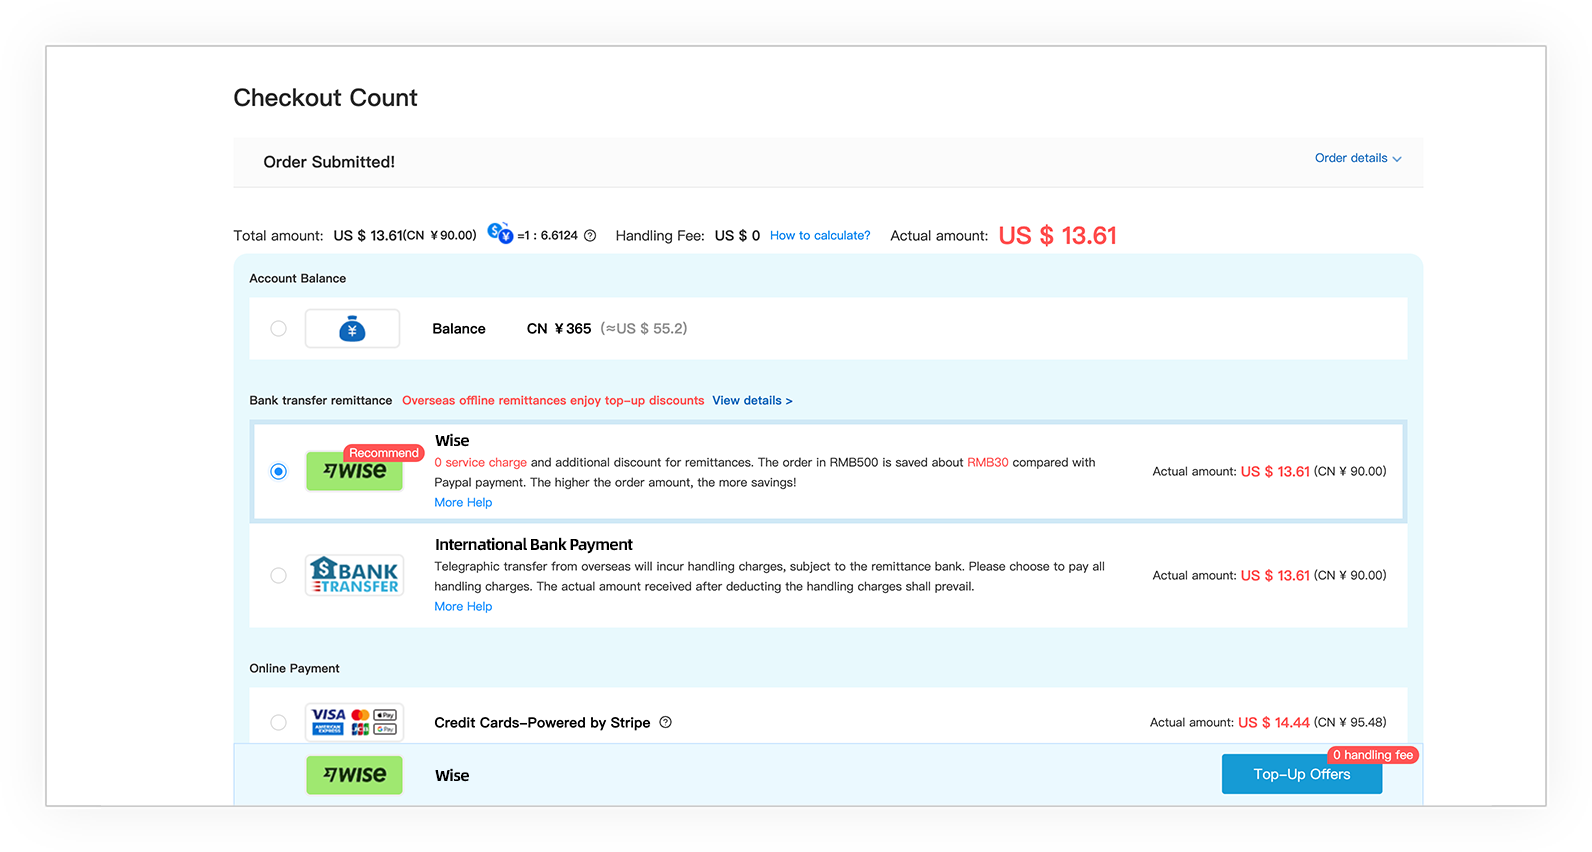 Checkout Count
Order Submitted!
Order details
Total amount: US $ 13.61(CN ￥90.00) $ ¥ =1 : 6.6124 ? Handling Fee: US $ 0 How to calculate? Actual amount: US $ 13.61
Account Balance
¥ Balance CN ￥365 (≈US $ 55.2)
Bank transfer remittance Overseas offline remittances enjoy top-up discounts View details >
Recommend
WISE
Wise
0 service charge and additional discount for remittances. The order in RMB500 is saved about RMB30 compared with
Paypal payment. The higher the order amount, the more savings!
More Help
Actual amount: US $ 13.61 (CN ¥ 90.00)
$ BANK
TRANSFER
International Bank Payment
Telegraphic transfer from overseas will incur handling charges, subject to the remittance bank. Please choose to pay all
handling charges. The actual amount received after deducting the handling charges shall prevail.
More Help
Actual amount: US $ 13.61 (CN ¥ 90.00)
Online Payment
VISA Pay
AMERICAN EXPRESS JCB G Pay
Credit Cards-Powered by Stripe ?
Actual amount: US $ 14.44 (CN ¥ 95.48)
WISE
Wise
0 handling fee
Top-Up Offers